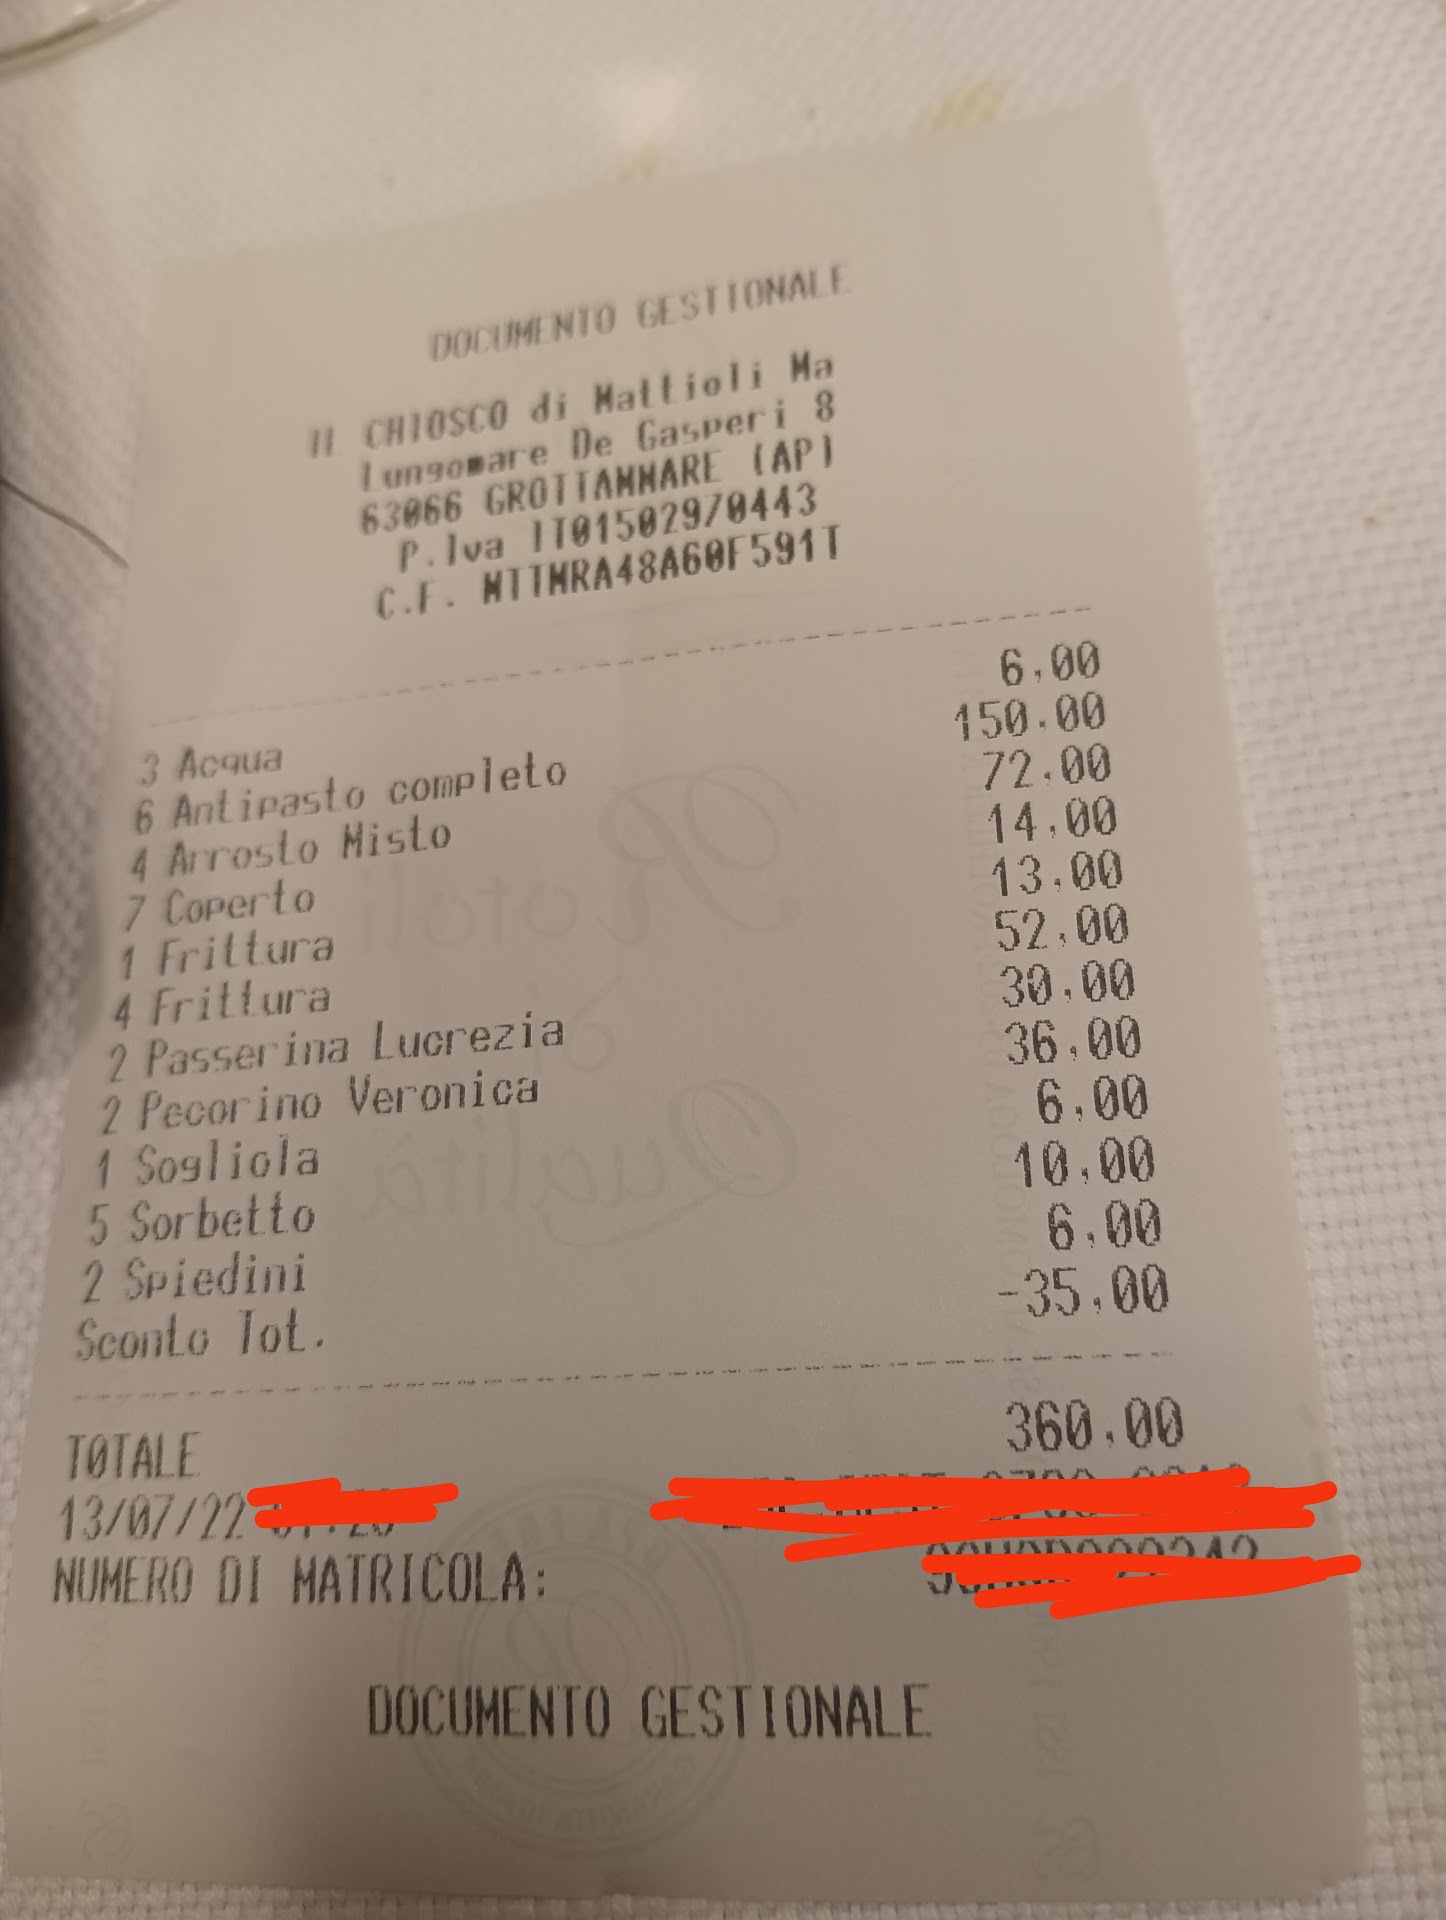 DOCUMENTO GESTIONALE
IL CHIOSCO di Mattioli Ma
Lungomare De Gasperi 8
63066 GROTTAMMARE (AP)
P.Iva IT01502970443
C.F. MTTMRA48A60F591T
3 Acqua 6,00
6 Antipasto completo 150,00
4 Arrosto Misto 72,00
7 Coperto 14,00
1 Frittura 13,00
4 Frittura 52,00
2 Passerina Lucrezia 30,00
2 Pecorino Veronica 36,00
1 Sogliola 6,00
5 Sorbetto 10,00
2 Spiedini 6,00
Sconto Tot. -35,00
TOTALE 360,00
13/07/22
NUMERO DI MATRICOLA:
DOCUMENTO GESTIONALE
Rotoli
di
Qualità